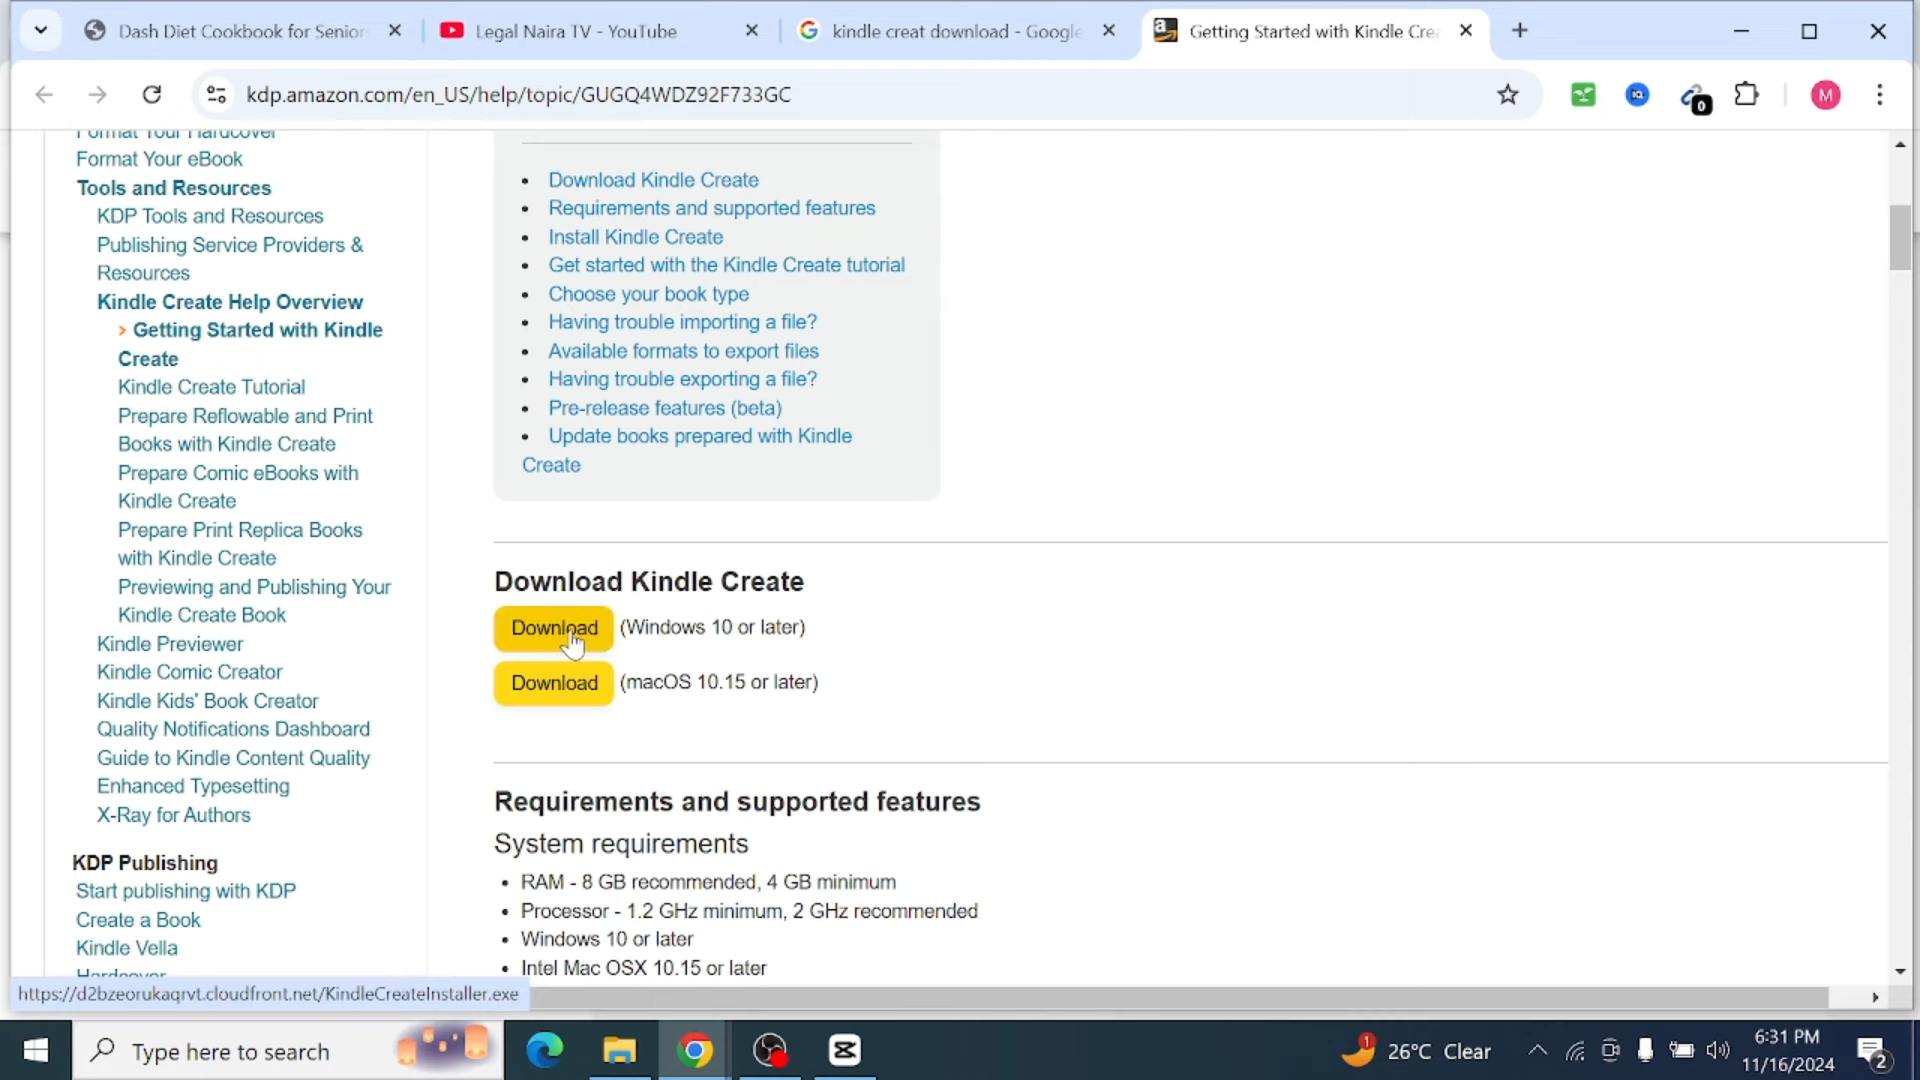 Dash Diet Cookbook for Senior
Legal Naira TV - YouTube
kindle creat download - Google
Getting Started with Kindle Cre
kdp.amazon.com/en_US/help/topic/GUGQ4WDZ92F733GC
0
M
Format Your Hardcover
Format Your eBook
Tools and Resources
KDP Tools and Resources
Publishing Service Providers &
Resources
Kindle Create Help Overview
› Getting Started with Kindle
Create
Kindle Create Tutorial
Prepare Reflowable and Print
Books with Kindle Create
Prepare Comic eBooks with
Kindle Create
Prepare Print Replica Books
with Kindle Create
Previewing and Publishing Your
Kindle Create Book
Kindle Previewer
Kindle Comic Creator
Kindle Kids' Book Creator
Quality Notifications Dashboard
Guide to Kindle Content Quality
Enhanced Typesetting
X-Ray for Authors
KDP Publishing
Start publishing with KDP
Create a Book
Kindle Vella
Hardcover
• Download Kindle Create
• Requirements and supported features
• Install Kindle Create
• Get started with the Kindle Create tutorial
• Choose your book type
• Having trouble importing a file?
• Available formats to export files
• Having trouble exporting a file?
• Pre-release features (beta)
• Update books prepared with Kindle
Create
Download Kindle Create
Download (Windows 10 or later)
Download (macOS 10.15 or later)
Requirements and supported features
System requirements
• RAM - 8 GB recommended, 4 GB minimum
• Processor - 1.2 GHz minimum, 2 GHz recommended
• Windows 10 or later
• Intel Mac OSX 10.15 or later
https://d2bzeorukaqrvt.cloudfront.net/KindleCreateInstaller.exe
Type here to search
1
26°C Clear
6:31 PM
11/16/2024
2